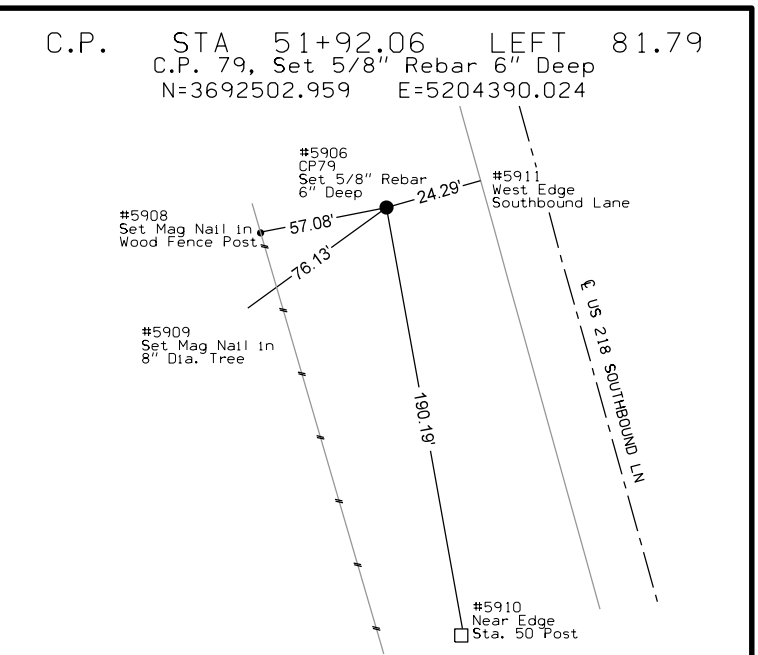 C.P. STA 51+92.06 LEFT 81.79
C.P. 79, Set 5/8" Rebar 6" Deep
N=3692502.959 E=5204390.024
#5906
CP79
Set 5/8" Rebar
6" Deep
24.29'
#5911
West Edge
Southbound Lane
#5908
Set Mag Nail in
Wood Fence Post
57.08'
76.13'
#5909
Set Mag Nail in
8" Dia. Tree
℄ US 218 SOUTHBOUND LN
190.19'
#5910
Near Edge
Sta. 50 Post